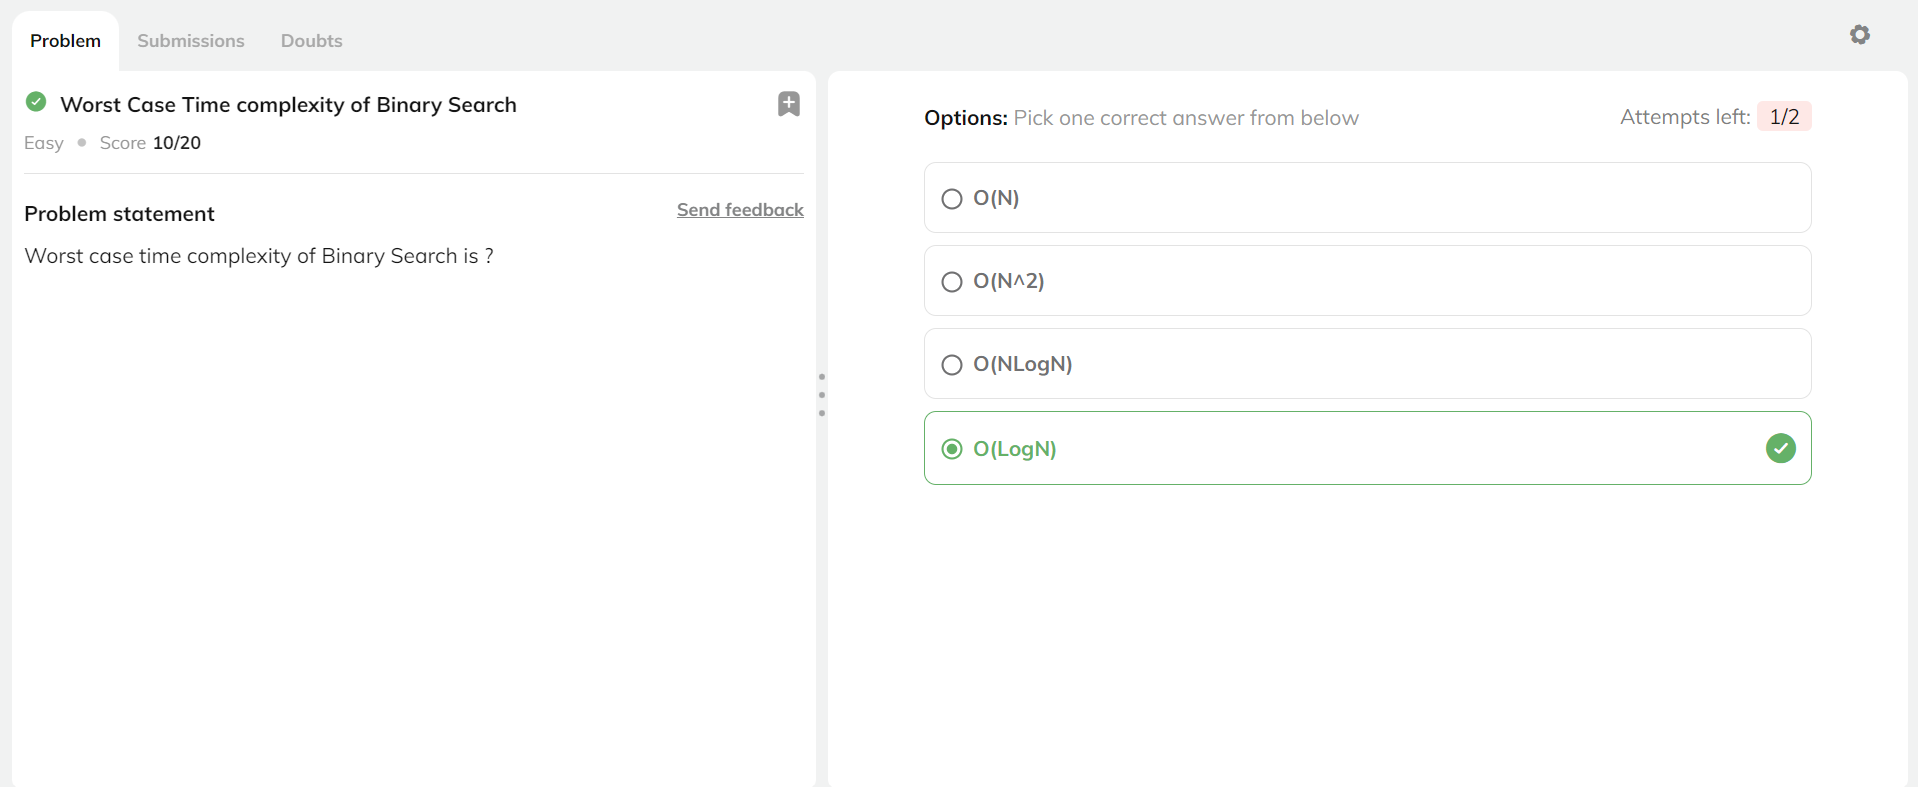 Problem Submissions Doubts
Worst Case Time complexity of Binary Search
Easy Score 10/20
Problem statement Send feedback
Worst case time complexity of Binary Search is ?
Options: Pick one correct answer from below Attempts left: 1/2
O(N)
O(N^2)
O(NLogN)
O(LogN)